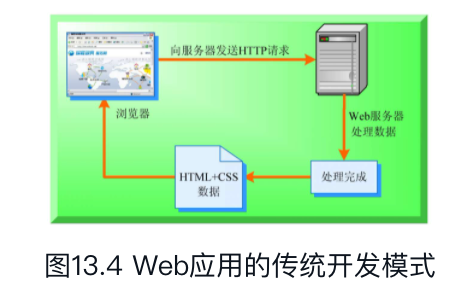 向服务器发送HTTP请求
浏览器
Web服务器
处理数据
HTML+CSS
数据
处理完成
图13.4 Web应用的传统开发模式